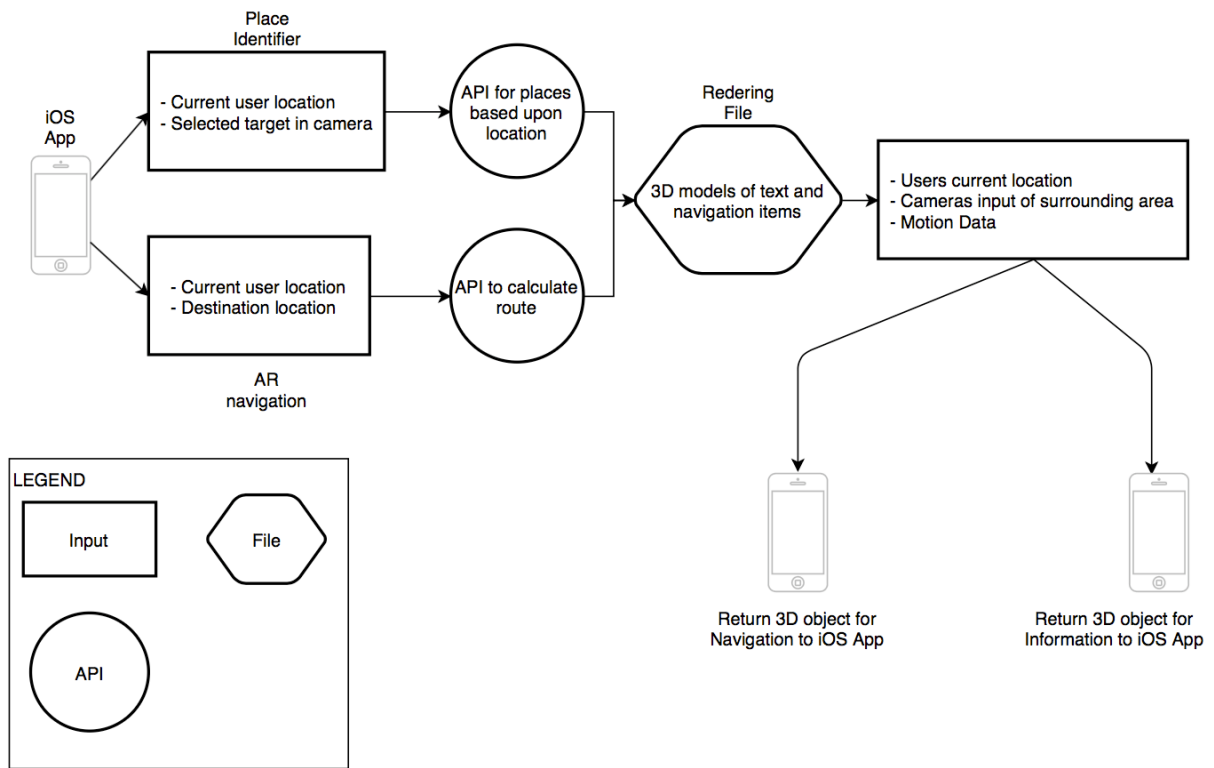 Place
Identifier
iOS
App
- Current user location
- Selected target in camera
API for places
based upon
location
Redering
File
3D models of text and
navigation items
- Users current location
- Cameras input of surrounding area
- Motion Data
- Current user location
- Destination location
API to calculate
route
AR
navigation
LEGEND
Input
File
API
Return 3D object for
Navigation to iOS App
Return 3D object for
Information to iOS App